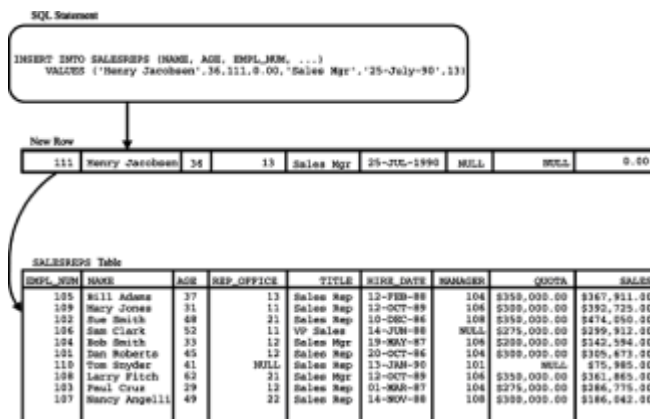 SQL Statement
INSERT INTO SALESREPS (NAME, AGE, EMPL_NUM, ...)
VALUES ('Henry Jacobsen',36,111,0.00,'Sales Mgr','25-July-90',13)
New Row
111 Henry Jacobsen 36 13 Sales Mgr 25-JUL-1990 NULL NULL 0.00
SALESREPS Table
EMPL_NUM NAME AGE REP_OFFICE TITLE HIRE_DATE MANAGER QUOTA SALES
105 Bill Adams 37 13 Sales Rep 12-FEB-88 104 $350,000.00 $367,911.00
109 Mary Jones 31 11 Sales Rep 12-OCT-89 106 $300,000.00 $392,725.00
102 Sue Smith 48 21 Sales Rep 10-DEC-86 108 $350,000.00 $474,050.00
106 Sam Clark 52 11 VP Sales 14-JUN-88 NULL $275,000.00 $299,912.00
104 Bob Smith 33 12 Sales Mgr 19-MAY-87 106 $200,000.00 $142,594.00
101 Dan Roberts 45 12 Sales Rep 20-OCT-86 104 $300,000.00 $305,673.00
110 Tom Snyder 41 NULL Sales Rep 13-JAN-90 101 NULL $75,985.00
108 Larry Fitch 62 21 Sales Mgr 12-OCT-89 106 $350,000.00 $361,865.00
103 Paul Cruz 29 12 Sales Rep 01-MAR-87 104 $275,000.00 $286,775.00
107 Nancy Angelli 49 22 Sales Rep 14-NOV-88 108 $300,000.00 $186,042.00